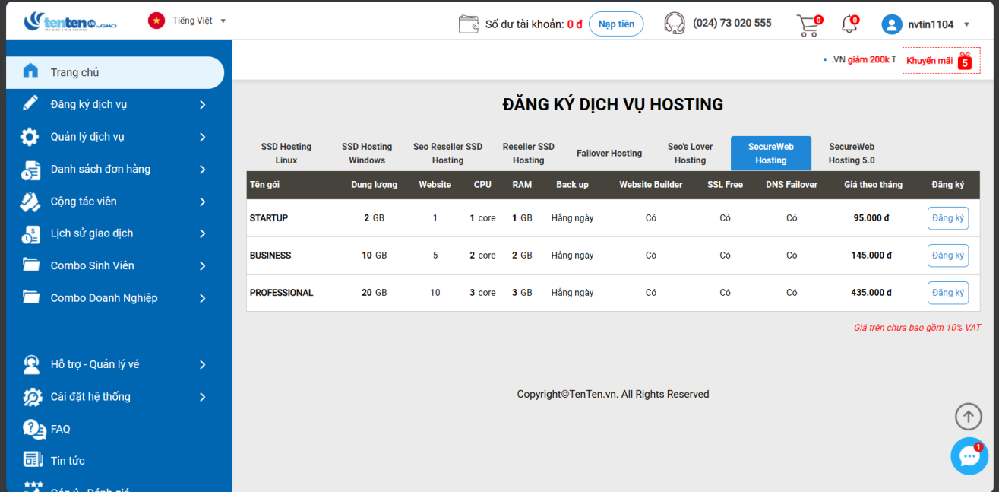 tenten.vn by GMO
TÊN MIỀN & WEB HOSTING
Tiếng Việt
Số dư tài khoản: 0 đ
Nạp tiền
(024) 73 020 555
0
0
nvtin1104
.VN giảm 200k T
Khuyến mãi 5
Trang chủ
Đăng ký dịch vụ
Quản lý dịch vụ
Danh sách đơn hàng
Cộng tác viên
Lịch sử giao dịch
Combo Sinh Viên
Combo Doanh Nghiệp
Hỗ trợ - Quản lý vé
Cài đặt hệ thống
FAQ
Tin tức
Góp ý - Đánh giá
ĐĂNG KÝ DỊCH VỤ HOSTING
SSD Hosting Linux
SSD Hosting Windows
Seo Reseller SSD Hosting
Reseller SSD Hosting
Failover Hosting
Seo's Lover Hosting
SecureWeb Hosting
SecureWeb Hosting 5.0
Tên gói Dung lượng Website CPU RAM Back up Website Builder SSL Free DNS Failover Giá theo tháng Đăng ký
STARTUP 2 GB 1 1 core 1 GB Hằng ngày Có Có Có 95.000 đ Đăng ký
BUSINESS 10 GB 5 2 core 2 GB Hằng ngày Có Có Có 145.000 đ Đăng ký
PROFESSIONAL 20 GB 10 3 core 3 GB Hằng ngày Có Có Có 435.000 đ Đăng ký
Giá trên chưa bao gồm 10% VAT
Copyright©TenTen.vn. All Rights Reserved
1